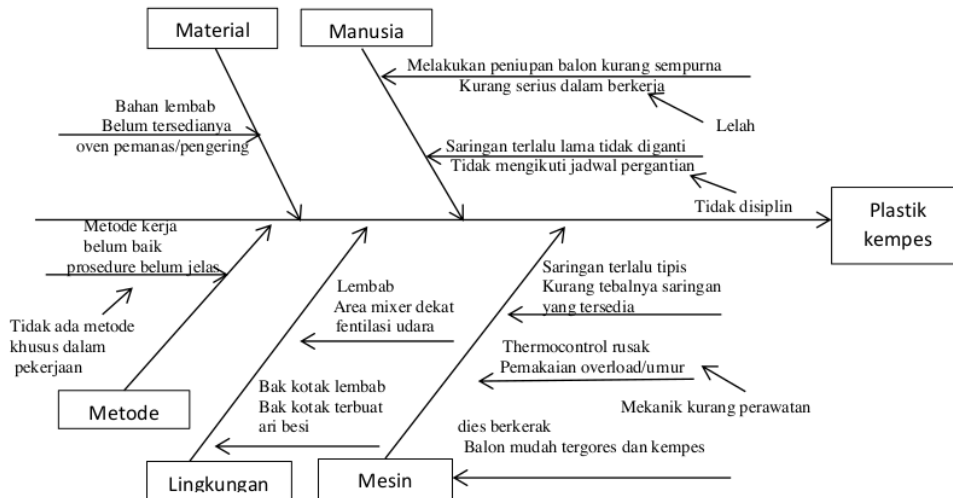 Material
Manusia
Melakukan peniupan balon kurang sempurna
Kurang serius dalam berkerja
Lelah
Bahan lembab
Belum tersedianya
oven pemanas/pengering
Saringan terlalu lama tidak diganti
Tidak mengikuti jadwal pergantian
Tidak disiplin
Plastik
kempes
Metode kerja
belum baik
prosedure belum jelas
Tidak ada metode
khusus dalam
pekerjaan
Metode
Lembab
Area mixer dekat
fentilasi udara
Bak kotak lembab
Bak kotak terbuat
ari besi
Lingkungan
Saringan terlalu tipis
Kurang tebalnya saringan
yang tersedia
Thermocontrol rusak
Pemakaian overload/umur
Mekanik kurang perawatan
dies berkerak
Balon mudah tergores dan kempes
Mesin